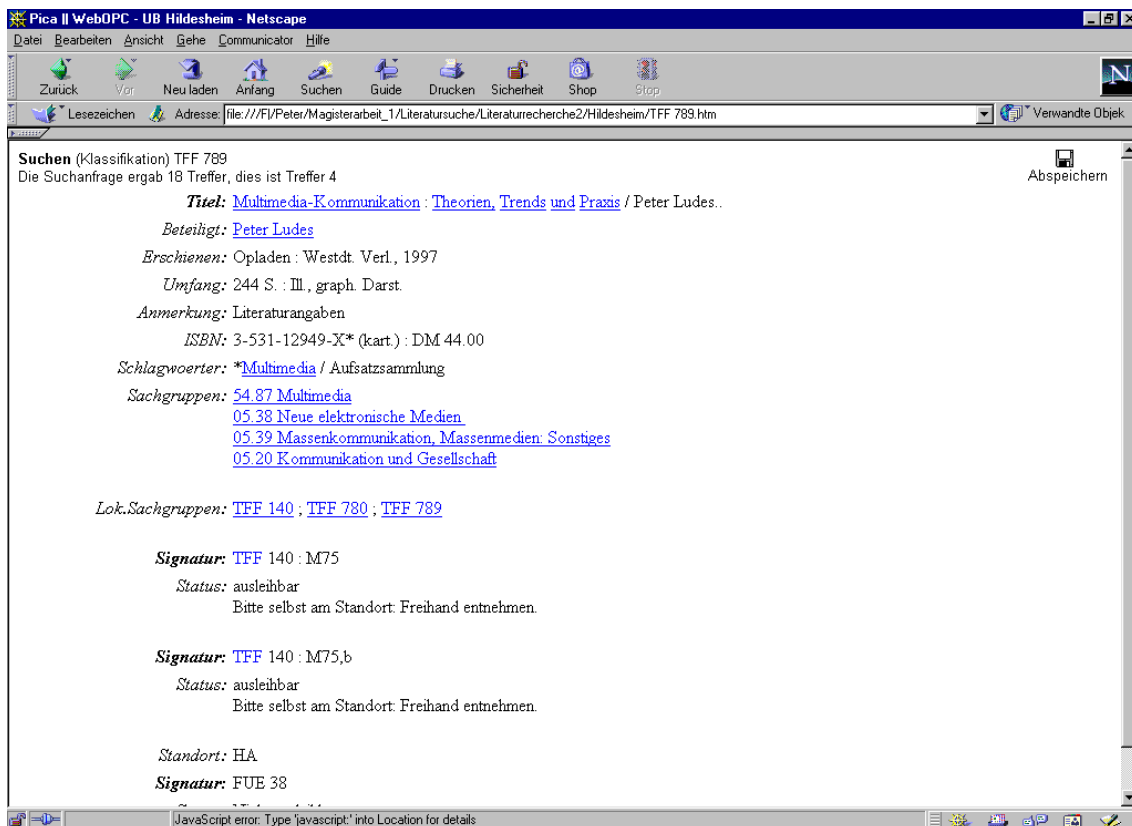 Pica || WebOPC - UB Hildesheim - Netscape
Datei Bearbeiten Ansicht Gehe Communicator Hilfe
Zurück Vor Neu laden Anfang Suchen Guide Drucken Sicherheit Shop Stop
N
Lesezeichen Adresse: file:///F|/Peter/Magisterarbeit_1/Literatursuche/Literaturrecherche2/Hildesheim/TFF 789.htm Verwandte Objek
Suchen (Klassifikation) TFF 789
Die Suchanfrage ergab 18 Treffer, dies ist Treffer 4
Abspeichern
Titel: Multimedia-Kommunikation : Theorien, Trends und Praxis / Peter Ludes..
Beteiligt: Peter Ludes
Erschienen: Opladen : Westdt. Verl., 1997
Umfang: 244 S. : Ill., graph. Darst.
Anmerkung: Literaturangaben
ISBN: 3-531-12949-X* (kart.) : DM 44.00
Schlagwoerter: *Multimedia / Aufsatzsammlung
Sachgruppen: 54.87 Multimedia
05.38 Neue elektronische Medien
05.39 Massenkommunikation, Massenmedien: Sonstiges
05.20 Kommunikation und Gesellschaft
Lok.Sachgruppen: TFF 140 ; TFF 780 ; TFF 789
Signatur: TFF 140 : M75
Status: ausleihbar
Bitte selbst am Standort: Freihand entnehmen.
Signatur: TFF 140 : M75,b
Status: ausleihbar
Bitte selbst am Standort: Freihand entnehmen.
Standort: HA
Signatur: FUE 38
JavaScript error: Type 'javascript:' into Location for details